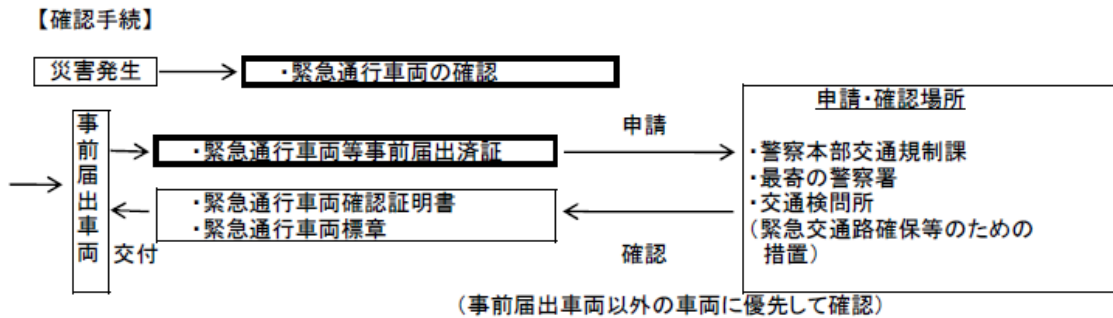 【確認手続】
災害発生
・緊急通行車両の確認
事前届出車両
・緊急通行車両等事前届出済証
申請
・緊急通行車両確認証明書
・緊急通行車両標章
交付
確認
申請・確認場所
・警察本部交通規制課
・最寄の警察署
・交通検問所
（緊急交通路確保等のための
措置）
（事前届出車両以外の車両に優先して確認）